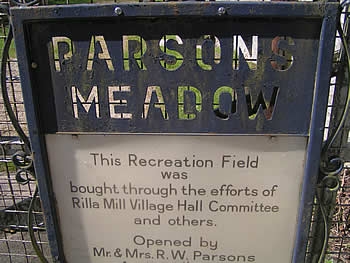 PARSONS
MEADOW
This Recreation Field
was
bought through the efforts of
Rilla Mill Village Hall Committee
and others.
Opened by
Mr. & Mrs. R. W. Parsons